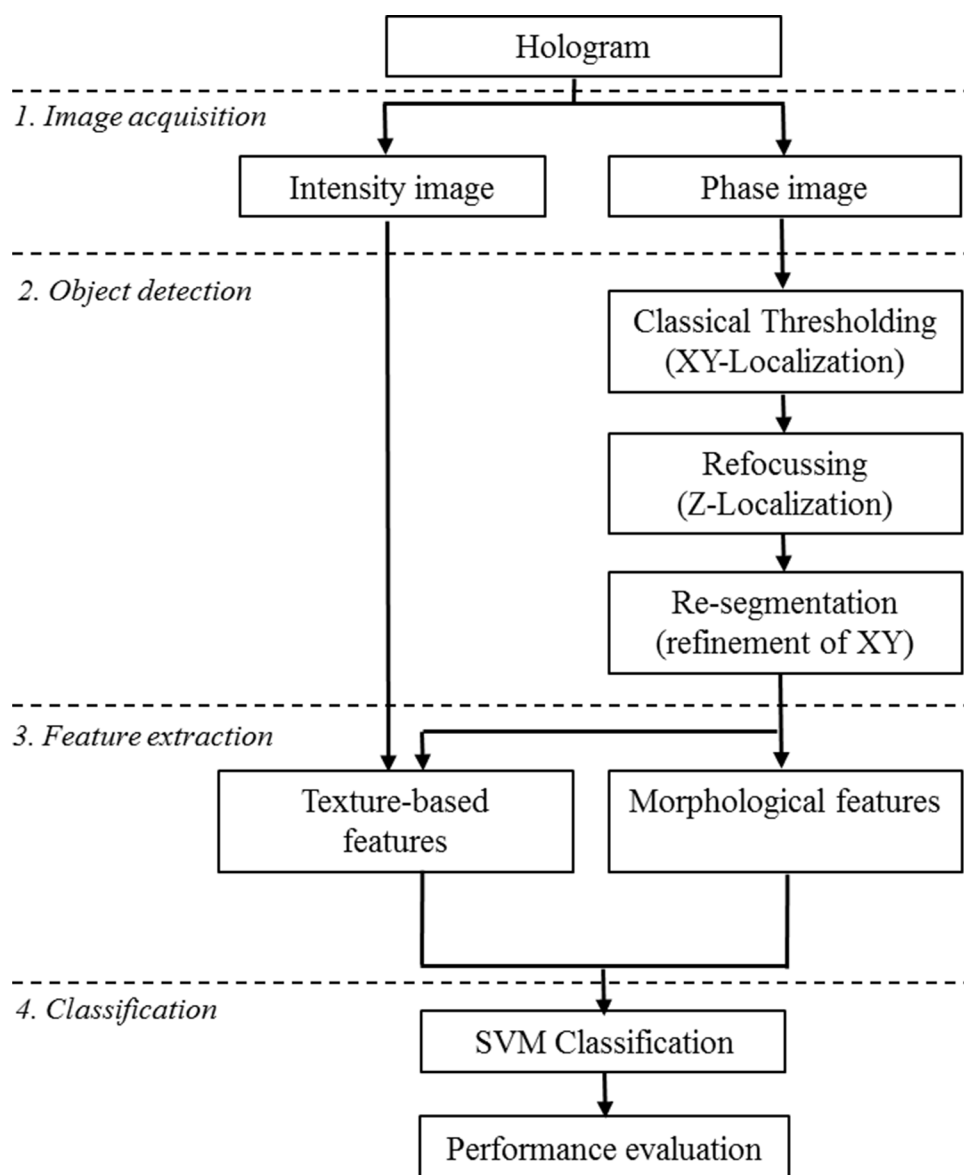 Hologram
1. Image acquisition
Intensity image
Phase image
2. Object detection
Classical Thresholding
(XY-Localization)
Refocussing
(Z-Localization)
Re-segmentation
(refinement of XY)
3. Feature extraction
Texture-based
features
Morphological features
4. Classification
SVM Classification
Performance evaluation